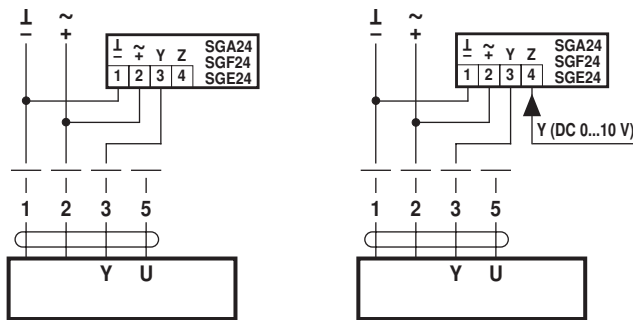 ⊥ ~
– +
⊥ ~ Y Z
– +
1 2 3 4
SGA24
SGF24
SGE24
1 2 3 5
Y U
⊥ ~
– +
⊥ ~ Y Z
– +
1 2 3 4
SGA24
SGF24
SGE24
Y (DC 0...10 V)
1 2 3 5
Y U